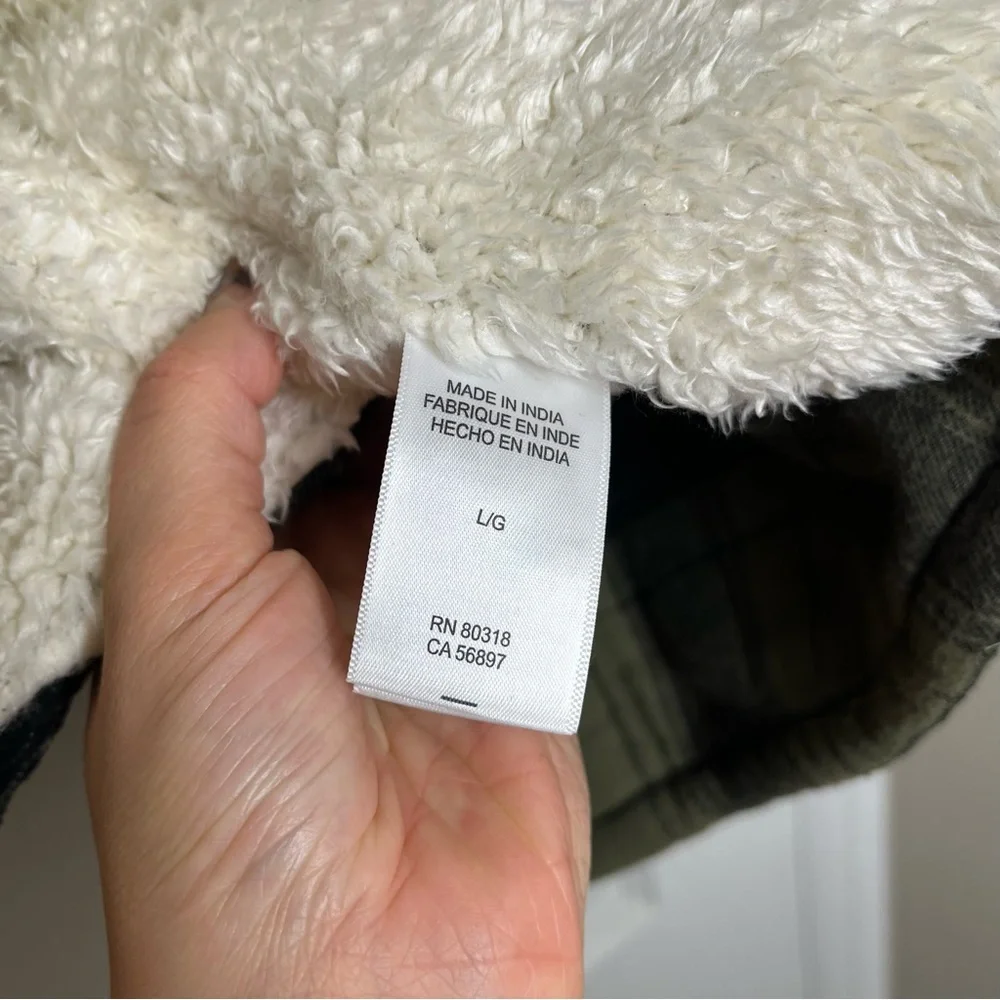 MADE IN INDIA
FABRIQUE EN INDE
HECHO EN INDIA
L/G
RN 80318
CA 56897